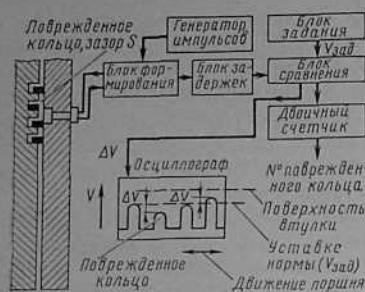 Поврежденное
кольцо, зазор S
Генератор
импульсов
Блок
задания
Vзад
Блок фор-
мирования
Блок за-
держек
Блок
сравнения
Двоичный
счетчик
ΔV
Осциллограф
V
ΔV
ΔV
№ поврежден-
ного кольца
Поверхность
втулки
Уставке
нормы (Vзад)
Поврежденное
кольцо
Движение поршня